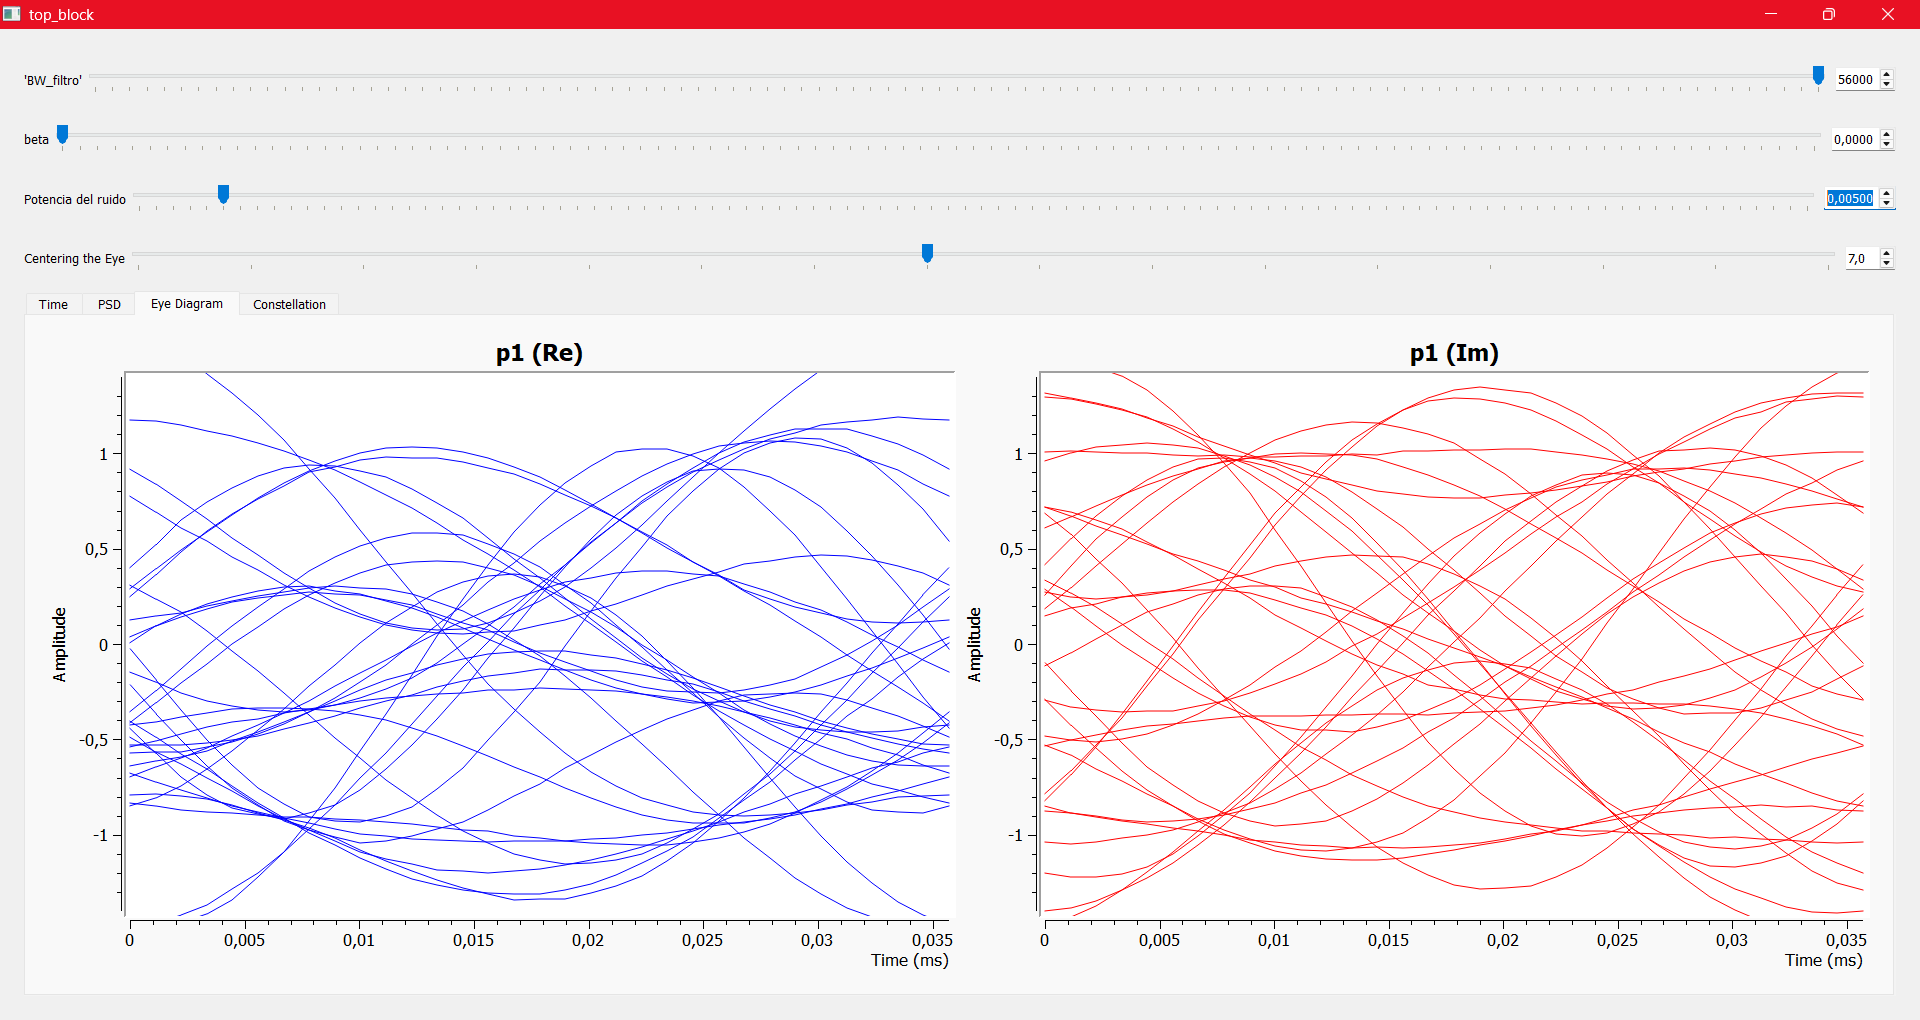 top_block
'BW_filtro' 56000
beta 0,0000
Potencia del ruido 0,00500
Centering the Eye 7,0
Time PSD Eye Diagram Constellation
p1 (Re)
1
0,5
0
-0,5
-1
Amplitude
0 0,005 0,01 0,015 0,02 0,025 0,03 0,035
Time (ms)
p1 (Im)
1
0,5
0
-0,5
-1
Amplitude
0 0,005 0,01 0,015 0,02 0,025 0,03 0,035
Time (ms)